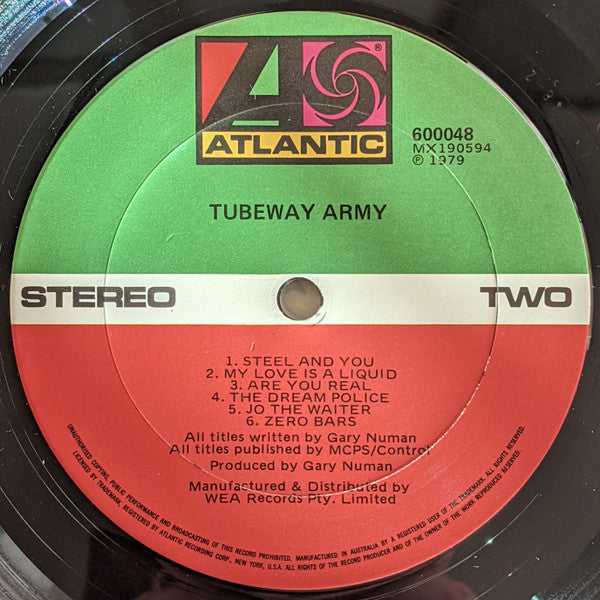 ATLANTIC
®
600048
MX190594
℗ 1979
TUBEWAY ARMY
STEREO
TWO
1. STEEL AND YOU
2. MY LOVE IS A LIQUID
3. ARE YOU REAL
4. THE DREAM POLICE
5. JO THE WAITER
6. ZERO BARS
All titles written by Gary Numan
All titles published by MCPS/Control
Produced by Gary Numan
Manufactured & Distributed by
WEA Records Pty. Limited
UNAUTHORISED COPYING, PUBLIC PERFORMANCE AND BROADCASTING OF THIS RECORD PROHIBITED. MANUFACTURED IN AUSTRALIA BY A REGISTERED USER OF THE TRADEMARK. ALL RIGHTS RESERVED.
LICENSED BY TRADEMARK, REGISTERED BY ATLANTIC RECORDING CORP., NEW YORK, U.S.A. ALL RIGHTS OF THE RECORD PRODUCER AND OF THE OWNER OF THE WORK REPRODUCED RESERVED.